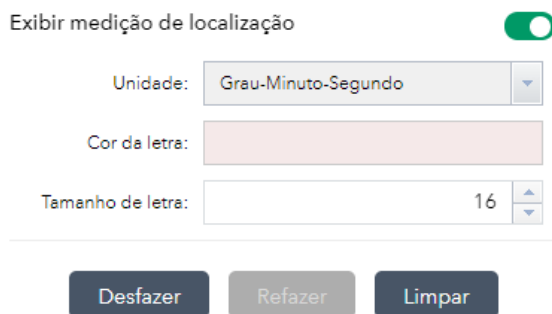 Exibir medição de localização
Unidade: Grau-Minuto-Segundo
Cor da letra:
Tamanho de letra: 16
Desfazer Refazer Limpar